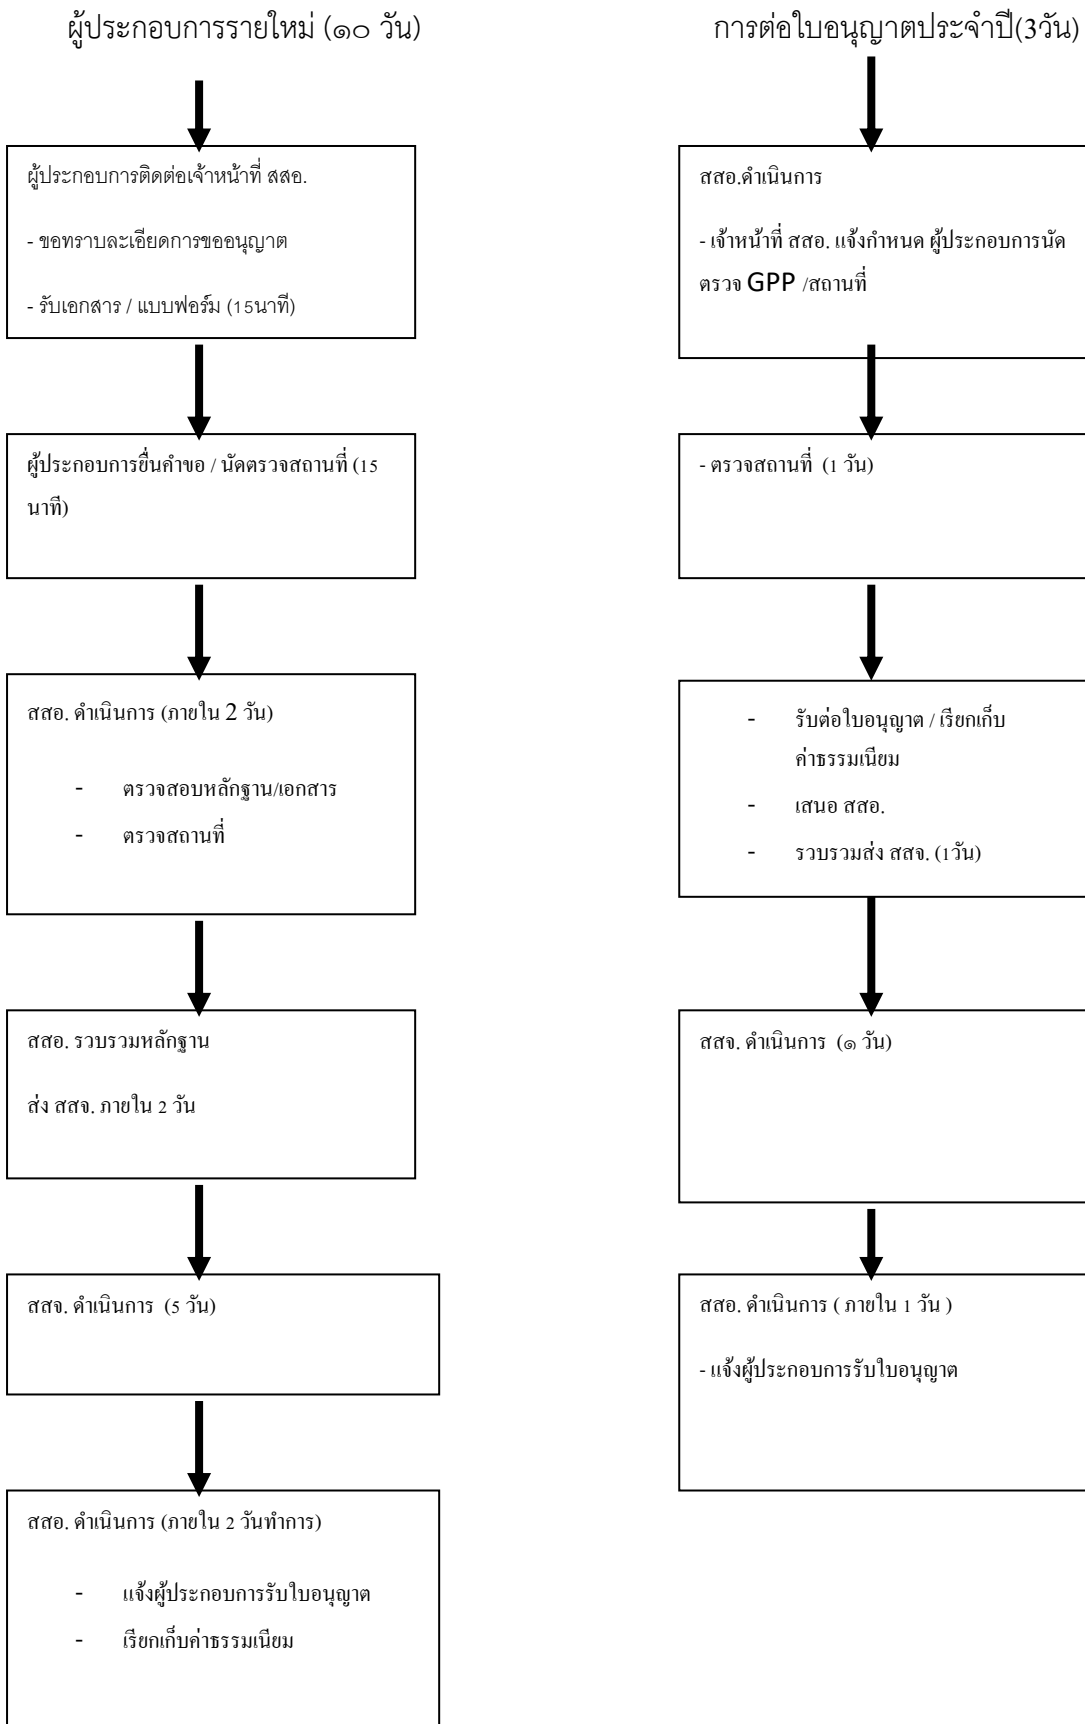 ผู้ประกอบการรายใหม่ (๑๐ วัน)
ผู้ประกอบการติดต่อเจ้าหน้าที่ สสอ.
- ขอทราบละเอียดการขออนุญาต
- รับเอกสาร / แบบฟอร์ม (15นาที)
ผู้ประกอบการยื่นคำขอ / นัดตรวจสถานที่ (15
นาที)
สสอ. ดำเนินการ (ภายใน 2 วัน)
- ตรวจสอบหลักฐาน/เอกสาร
- ตรวจสถานที่
สสอ. รวบรวมหลักฐาน
ส่ง สสจ. ภายใน 2 วัน
สสจ. ดำเนินการ (5 วัน)
สสอ. ดำเนินการ (ภายใน 2 วันทำการ)
- แจ้งผู้ประกอบการรับใบอนุญาต
- เรียกเก็บค่าธรรมเนียม
การต่อใบอนุญาตประจำปี(3วัน)
สสอ.ดำเนินการ
- เจ้าหน้าที่ สสอ. แจ้งกำหนด ผู้ประกอบการนัด
ตรวจ GPP /สถานที่
- ตรวจสถานที่ (1 วัน)
- รับต่อใบอนุญาต / เรียกเก็บ
ค่าธรรมเนียม
- เสนอ สสอ.
- รวบรวมส่ง สสจ. (1วัน)
สสจ. ดำเนินการ (๑ วัน)
สสอ. ดำเนินการ ( ภายใน 1 วัน )
- แจ้งผู้ประกอบการรับใบอนุญาต